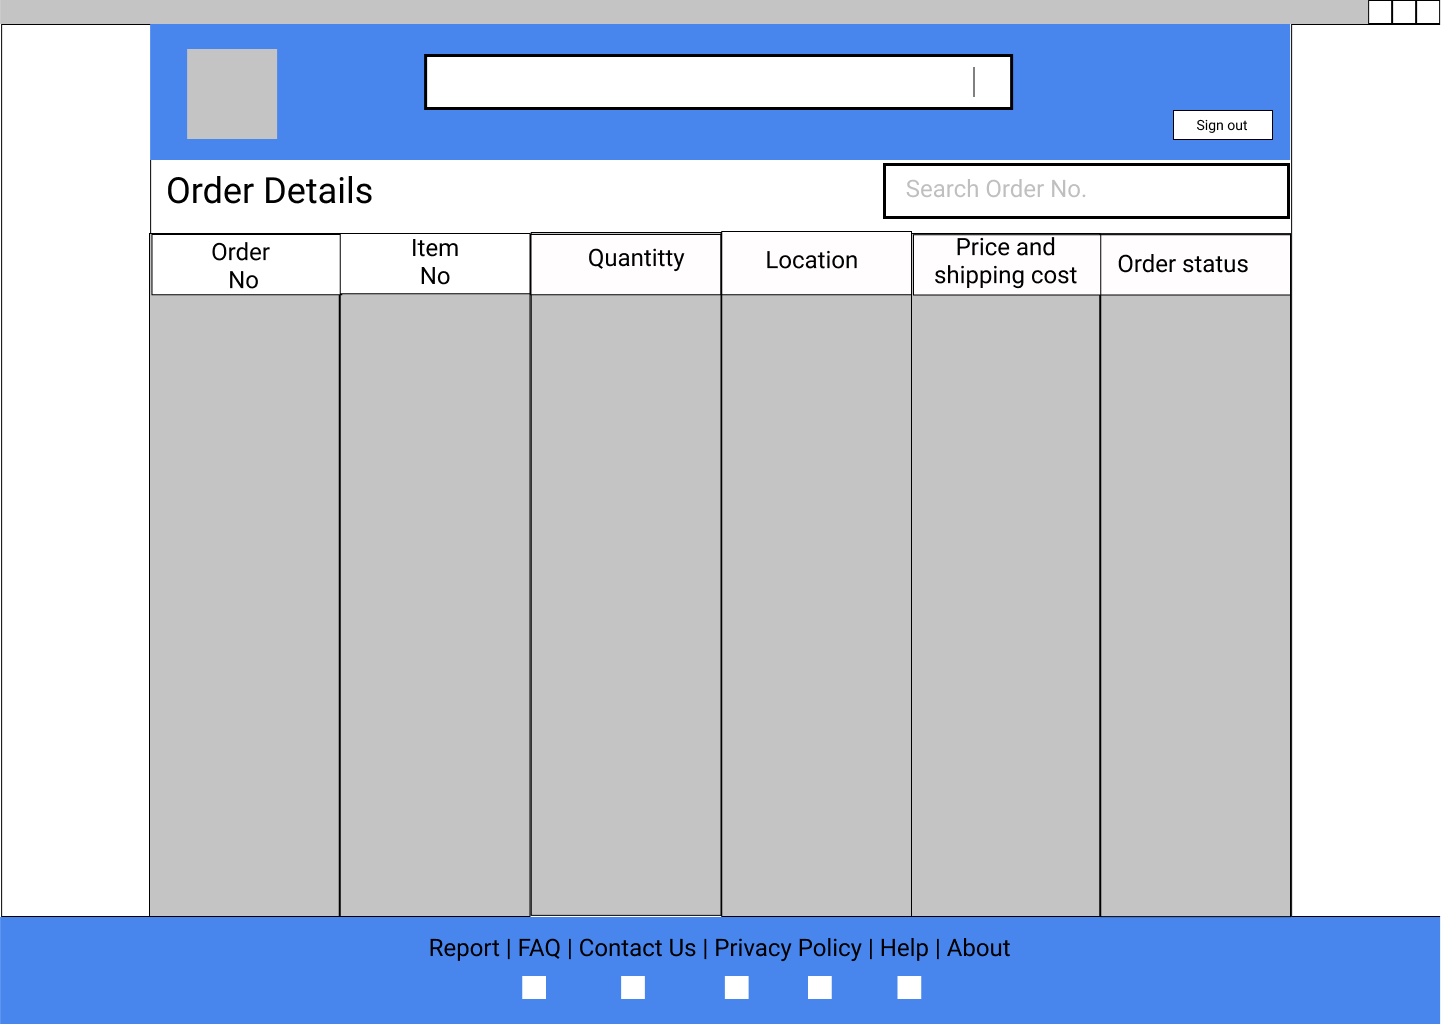 Sign out
Order Details
Search Order No.
Order
No
Item
No
Quantitty
Location
Price and
shipping cost
Order status
Report | FAQ | Contact Us | Privacy Policy | Help | About